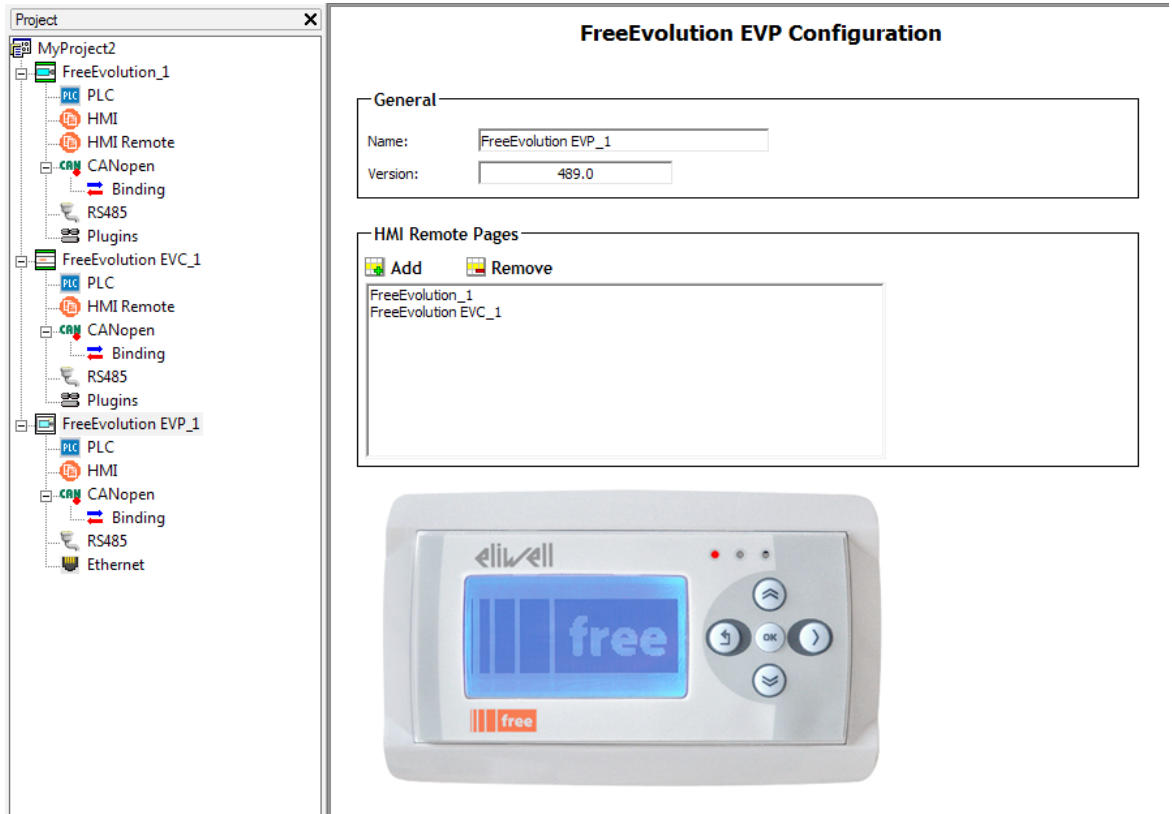 Project
MyProject2
FreeEvolution_1
PLC
HMI
HMI Remote
CANopen
Binding
RS485
Plugins
FreeEvolution EVC_1
PLC
HMI Remote
CANopen
Binding
RS485
Plugins
FreeEvolution EVP_1
PLC
HMI
CANopen
Binding
RS485
Ethernet
FreeEvolution EVP Configuration
General
Name: FreeEvolution EVP_1
Version: 489.0
HMI Remote Pages
Add Remove
FreeEvolution_1
FreeEvolution EVC_1
eliwell
free
OK
free